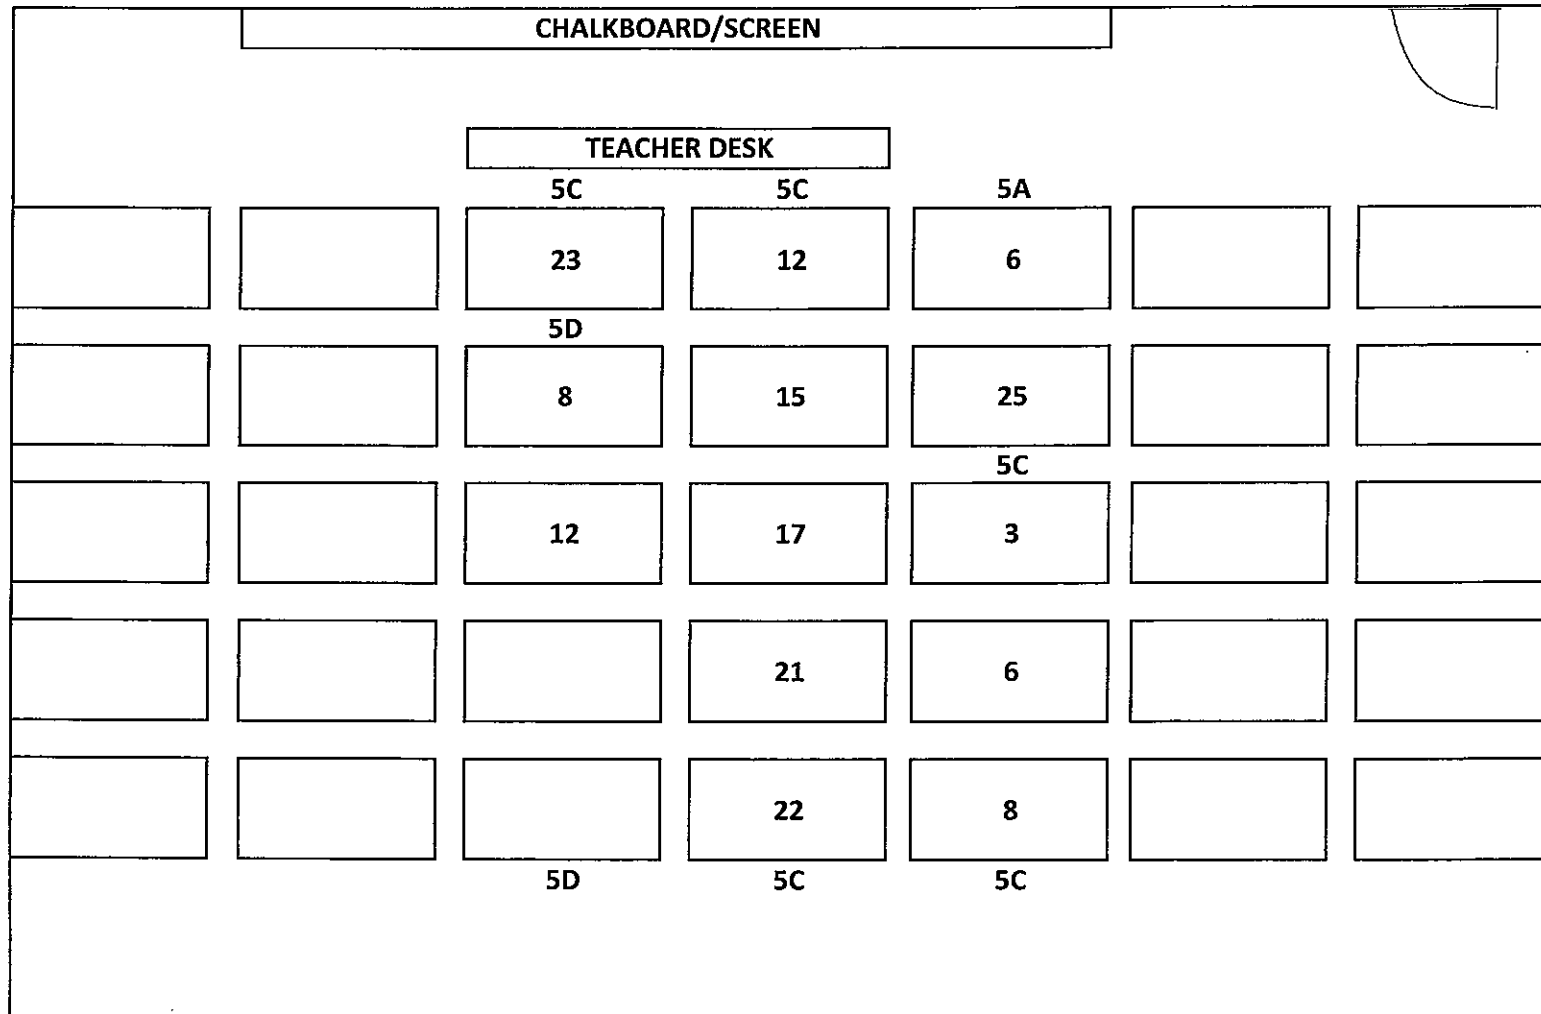 CHALKBOARD/SCREEN
TEACHER DESK
5C 5C 5A
23 12 6
5D
8 15 25
5C
12 17 3
21 6
22 8
5D 5C 5C